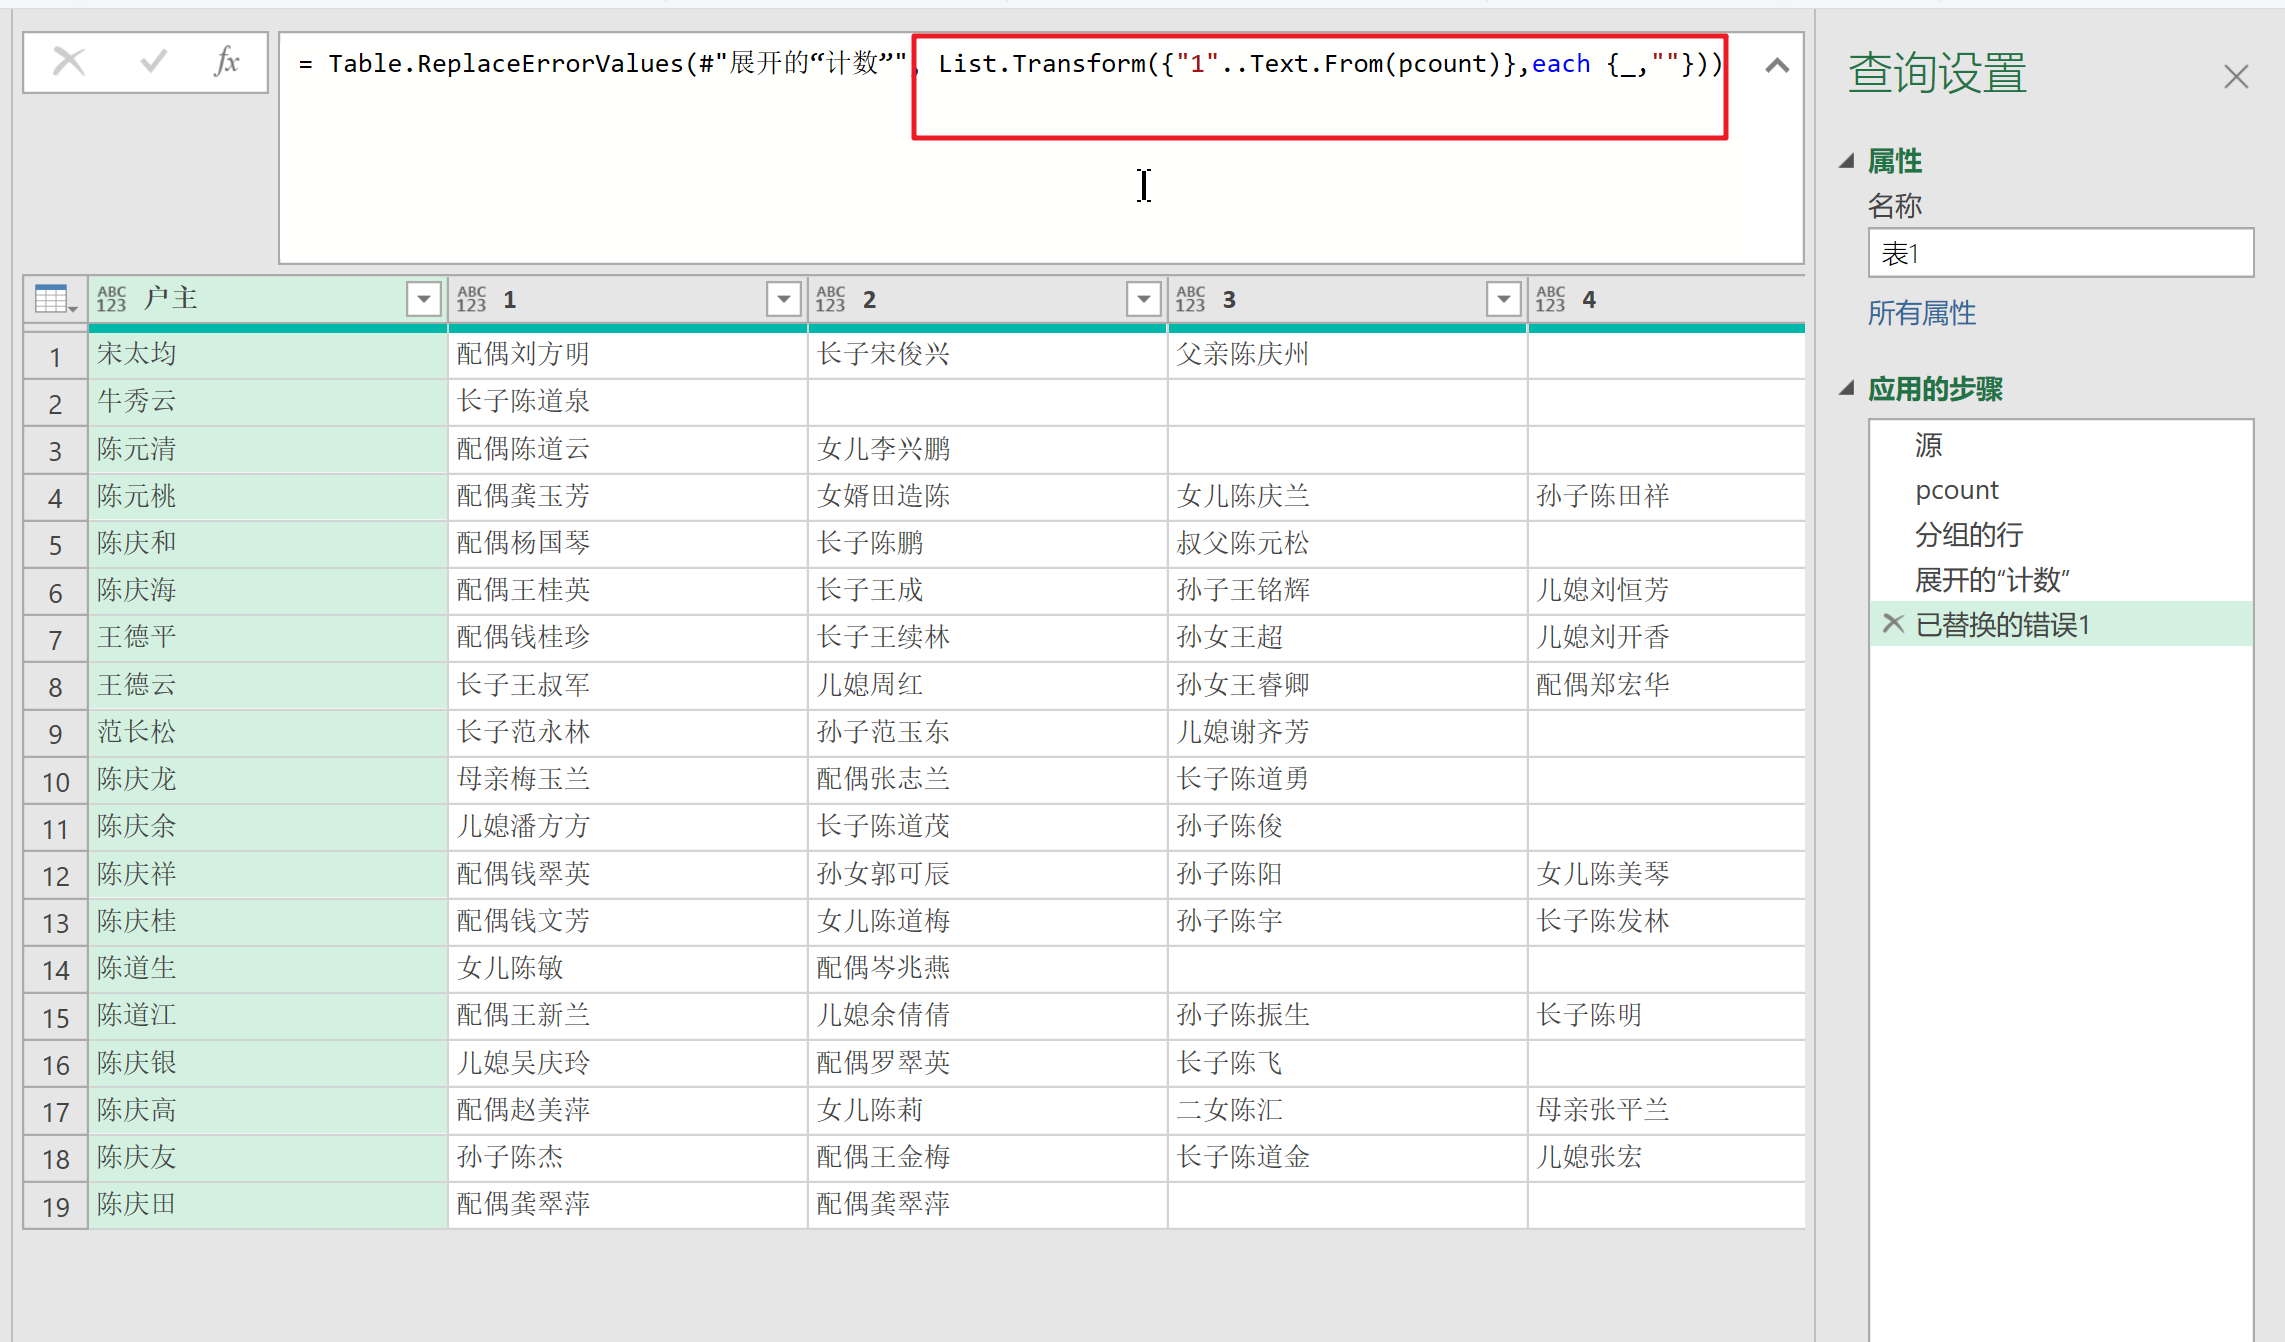 fx
= Table.ReplaceErrorValues(#"展开的“计数”", List.Transform({"1"..Text.From(pcount)},each {_,""}))
ABC 123 户主 ABC 123 1 ABC 123 2 ABC 123 3 ABC 123 4
1 宋太均 配偶刘方明 长子宋俊兴 父亲陈庆州
2 牛秀云 长子陈道泉
3 陈元清 配偶陈道云 女儿李兴鹏
4 陈元桃 配偶龚玉芳 女婿田造陈 女儿陈庆兰 孙子陈田祥
5 陈庆和 配偶杨国琴 长子陈鹏 叔父陈元松
6 陈庆海 配偶王桂英 长子王成 孙子王铭辉 儿媳刘恒芳
7 王德平 配偶钱桂珍 长子王续林 孙女王超 儿媳刘开香
8 王德云 长子王叔军 儿媳周红 孙女王睿卿 配偶郑宏华
9 范长松 长子范永林 孙子范玉东 儿媳谢齐芳
10 陈庆龙 母亲梅玉兰 配偶张志兰 长子陈道勇
11 陈庆余 儿媳潘方方 长子陈道茂 孙子陈俊
12 陈庆祥 配偶钱翠英 孙女郭可辰 孙子陈阳 女儿陈美琴
13 陈庆桂 配偶钱文芳 女儿陈道梅 孙子陈宇 长子陈发林
14 陈道生 女儿陈敏 配偶岑兆燕
15 陈道江 配偶王新兰 儿媳余倩倩 孙子陈振生 长子陈明
16 陈庆银 儿媳吴庆玲 配偶罗翠英 长子陈飞
17 陈庆高 配偶赵美萍 女儿陈莉 二女陈汇 母亲张平兰
18 陈庆友 孙子陈杰 配偶王金梅 长子陈道金 儿媳张宏
19 陈庆田 配偶龚翠萍 配偶龚翠萍
查询设置
属性
名称
表1
所有属性
应用的步骤
源
pcount
分组的行
展开的“计数”
已替换的错误1